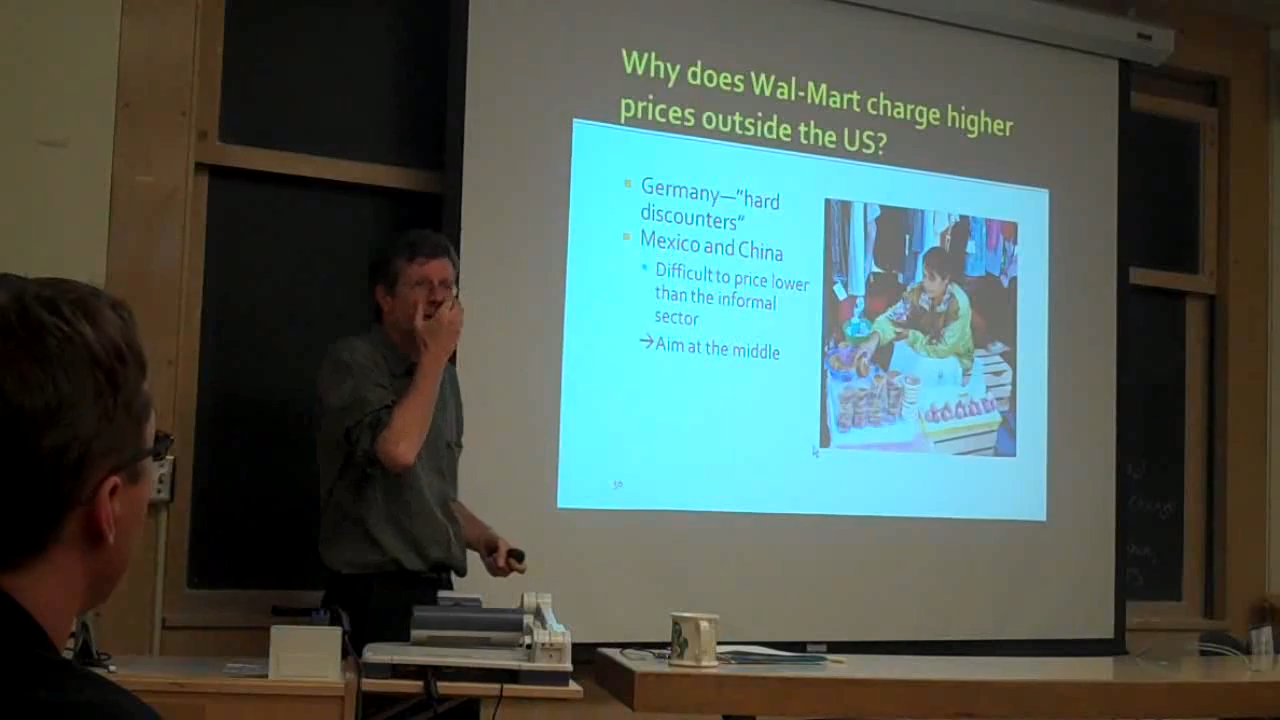 Why does Wal-Mart charge higher
prices outside the US?
Germany—"hard
discounters"
Mexico and China
Difficult to price lower
than the informal
sector
→Aim at the middle